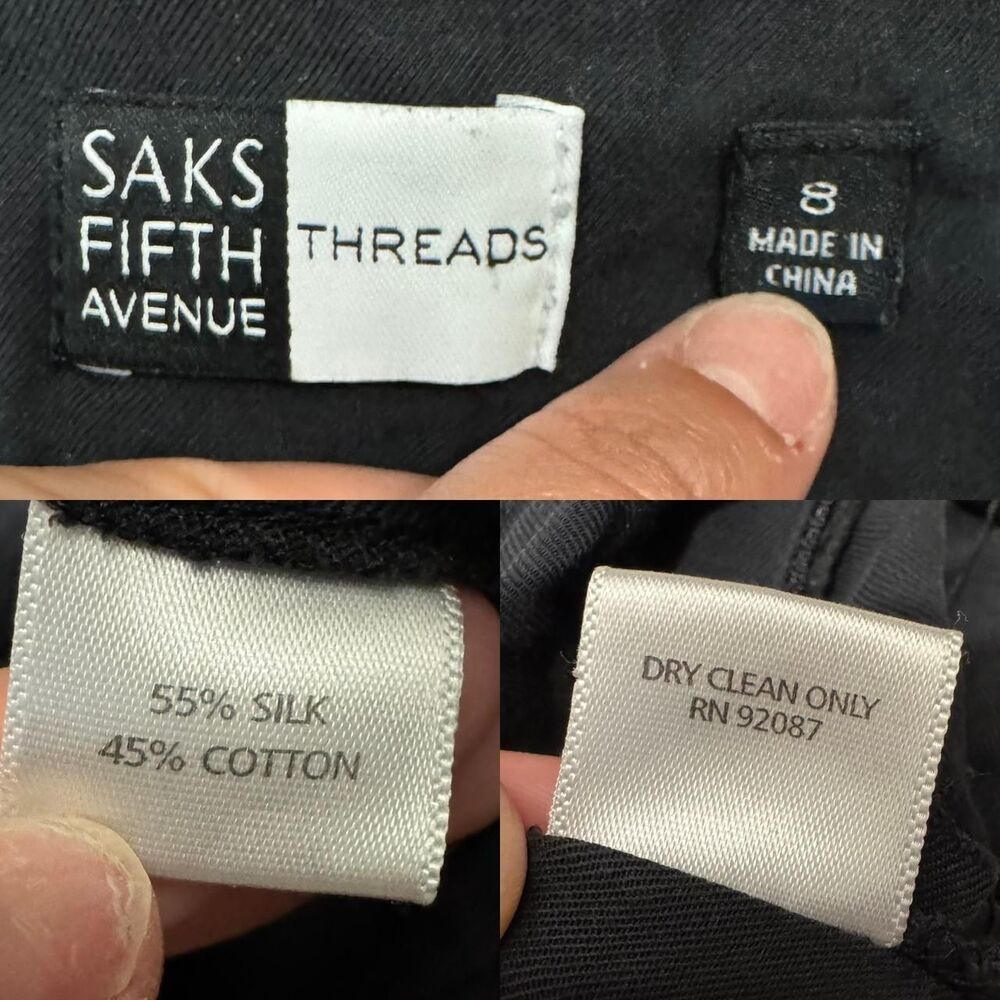 SAKS
FIFTH
AVENUE
THREADS
8
MADE IN
CHINA
55% SILK
45% COTTON
DRY CLEAN ONLY
RN 92087